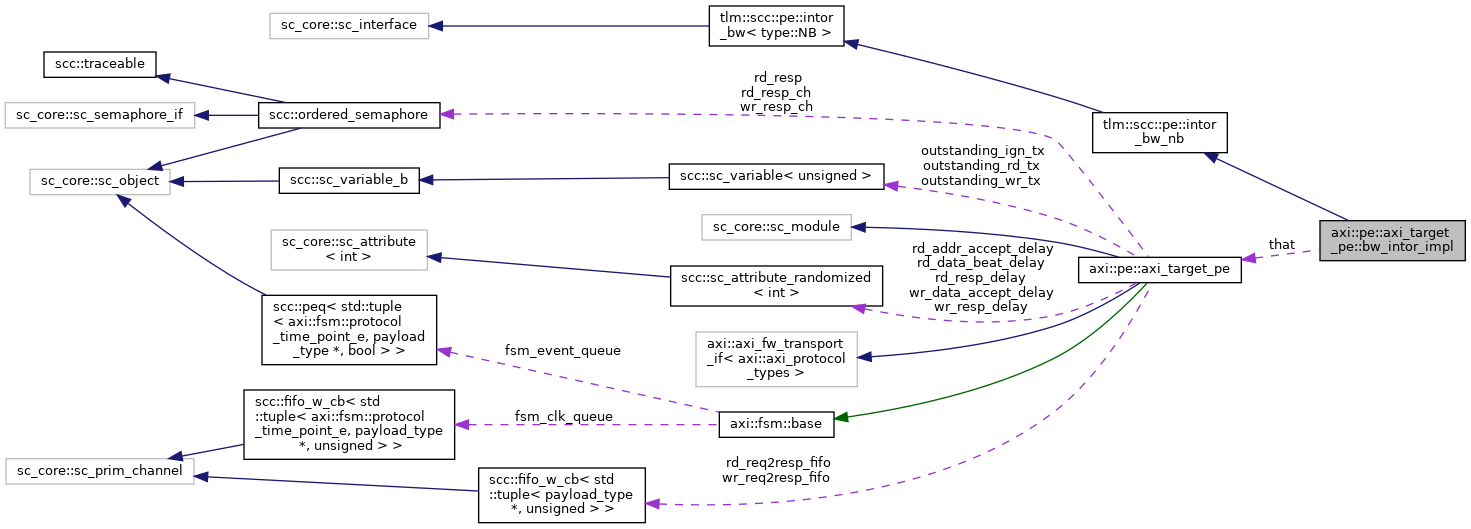 sc_core::sc_interface
tlm::scc::pe::intor
_bw< type::NB >
scc::traceable
rd_resp
rd_resp_ch
wr_resp_ch
sc_core::sc_semaphore_if
scc::ordered_semaphore
tlm::scc::pe::intor
_bw_nb
outstanding_ign_tx
outstanding_rd_tx
outstanding_wr_tx
sc_core::sc_object
scc::sc_variable_b
scc::sc_variable< unsigned >
sc_core::sc_module
axi::pe::axi_target
_pe::bw_intor_impl
that
sc_core::sc_attribute
< int >
rd_addr_accept_delay
rd_data_beat_delay
rd_resp_delay
wr_data_accept_delay
wr_resp_delay
axi::pe::axi_target_pe
scc::sc_attribute_randomized
< int >
scc::peq< std::tuple
< axi::fsm::protocol
_time_point_e, payload
_type *, bool > >
fsm_event_queue
axi::axi_fw_transport
_if< axi::axi_protocol
_types >
scc::fifo_w_cb< std
::tuple< axi::fsm::protocol
_time_point_e, payload_type
*, unsigned > >
fsm_clk_queue
axi::fsm::base
sc_core::sc_prim_channel
scc::fifo_w_cb< std
::tuple< payload_type
*, unsigned > >
rd_req2resp_fifo
wr_req2resp_fifo